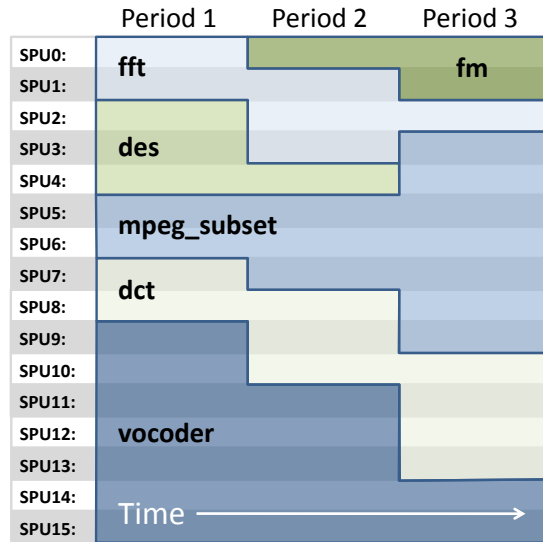 Period 1 Period 2 Period 3
SPU0:
fft fm
SPU1:
SPU2:
SPU3:
des
SPU4:
SPU5:
mpeg_subset
SPU6:
SPU7:
dct
SPU8:
SPU9:
SPU10:
SPU11:
SPU12:
vocoder
SPU13:
SPU14:
Time
SPU15: